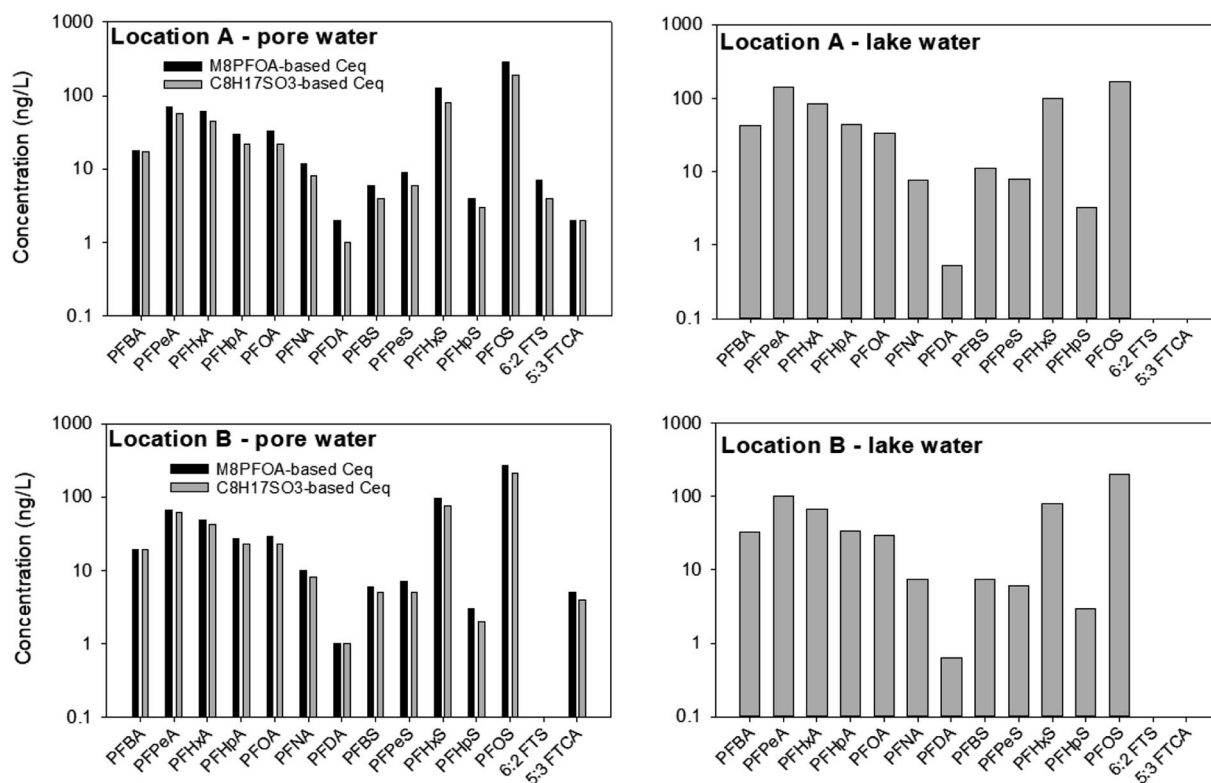 Location A - pore water
M8PFOA-based Ceq
C8H17SO3-based Ceq
Concentration (ng/L)
1000
100
10
1
0.1
PFBA
PFPeA
PFHxA
PFHpA
PFOA
PFNA
PFDA
PFBS
PFPeS
PFHxS
PFHpS
PFOS
6:2 FTS
5:3 FTCA
Location A - lake water
1000
100
10
1
0.1
PFBA
PFPeA
PFHxA
PFHpA
PFOA
PFNA
PFDA
PFBS
PFPeS
PFHxS
PFHpS
PFOS
6:2 FTS
5:3 FTCA
Location B - pore water
M8PFOA-based Ceq
C8H17SO3-based Ceq
Concentration (ng/L)
1000
100
10
1
0.1
PFBA
PFPeA
PFHxA
PFHpA
PFOA
PFNA
PFDA
PFBS
PFPeS
PFHxS
PFHpS
PFOS
6:2 FTS
5:3 FTCA
Location B - lake water
1000
100
10
1
0.1
PFBA
PFPeA
PFHxA
PFHpA
PFOA
PFNA
PFDA
PFBS
PFPeS
PFHxS
PFHpS
PFOS
6:2 FTS
5:3 FTCA